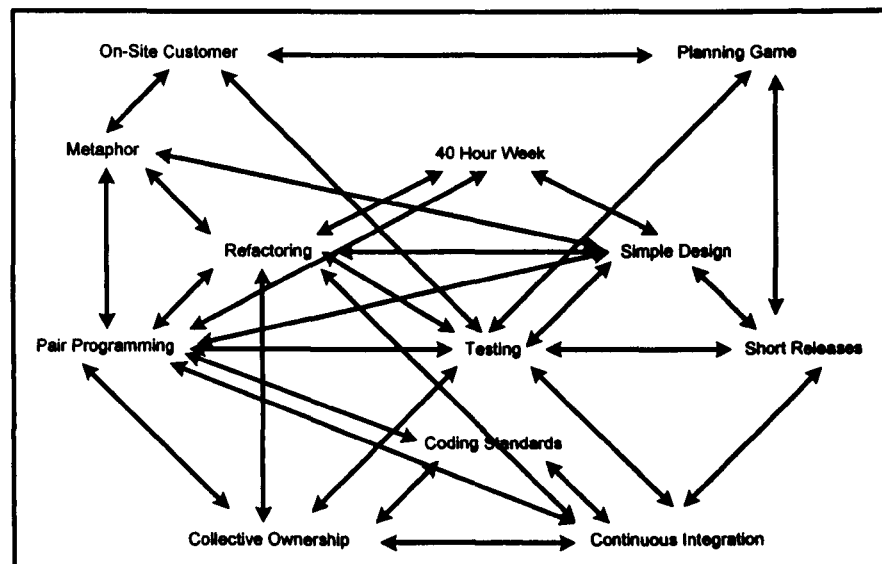 On-Site Customer
Planning Game
Metaphor
40 Hour Week
Refactoring
Simple Design
Pair Programming
Testing
Short Releases
Coding Standards
Collective Ownership
Continuous Integration